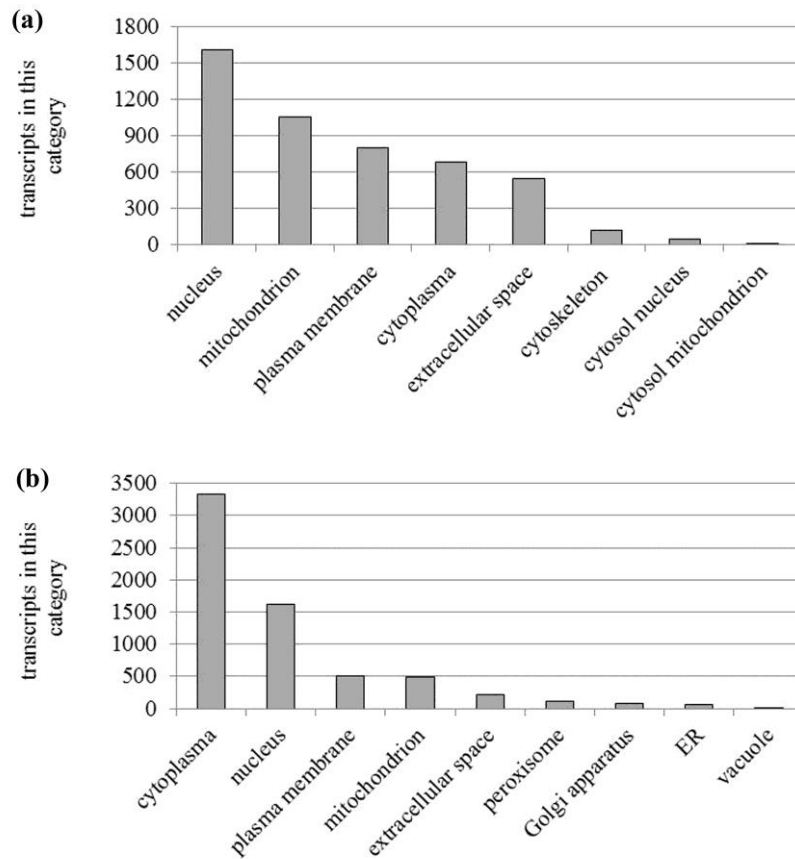 (a)
transcripts in this
category
1800
1500
1200
900
600
300
0
nucleus
mitochondrion
plasma membrane
cytoplasma
extracellular space
cytoskeleton
cytosol nucleus
cytosol mitochondrion
(b)
transcripts in this
category
3500
3000
2500
2000
1500
1000
500
0
cytoplasma
nucleus
plasma membrane
mitochondrion
extracellular space
peroxisome
Golgi apparatus
ER
vacuole